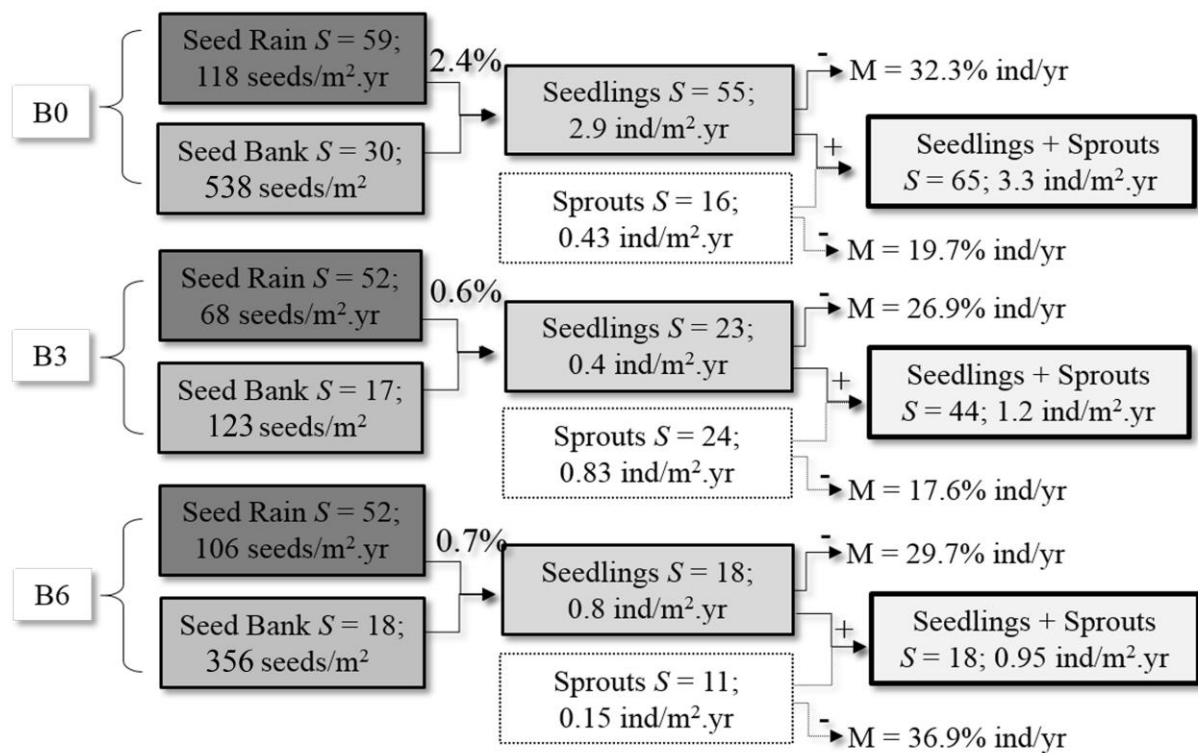 B0
Seed Rain S = 59;
118 seeds/m².yr
Seed Bank S = 30;
538 seeds/m²
2.4%
Seedlings S = 55;
2.9 ind/m².yr
Sprouts S = 16;
0.43 ind/m².yr
-
M = 32.3% ind/yr
+
Seedlings + Sprouts
S = 65; 3.3 ind/m².yr
-
M = 19.7% ind/yr
B3
Seed Rain S = 52;
68 seeds/m².yr
Seed Bank S = 17;
123 seeds/m²
0.6%
Seedlings S = 23;
0.4 ind/m².yr
Sprouts S = 24;
0.83 ind/m².yr
-
M = 26.9% ind/yr
+
Seedlings + Sprouts
S = 44; 1.2 ind/m².yr
-
M = 17.6% ind/yr
B6
Seed Rain S = 52;
106 seeds/m².yr
Seed Bank S = 18;
356 seeds/m²
0.7%
Seedlings S = 18;
0.8 ind/m².yr
Sprouts S = 11;
0.15 ind/m².yr
-
M = 29.7% ind/yr
+
Seedlings + Sprouts
S = 18; 0.95 ind/m².yr
-
M = 36.9% ind/yr